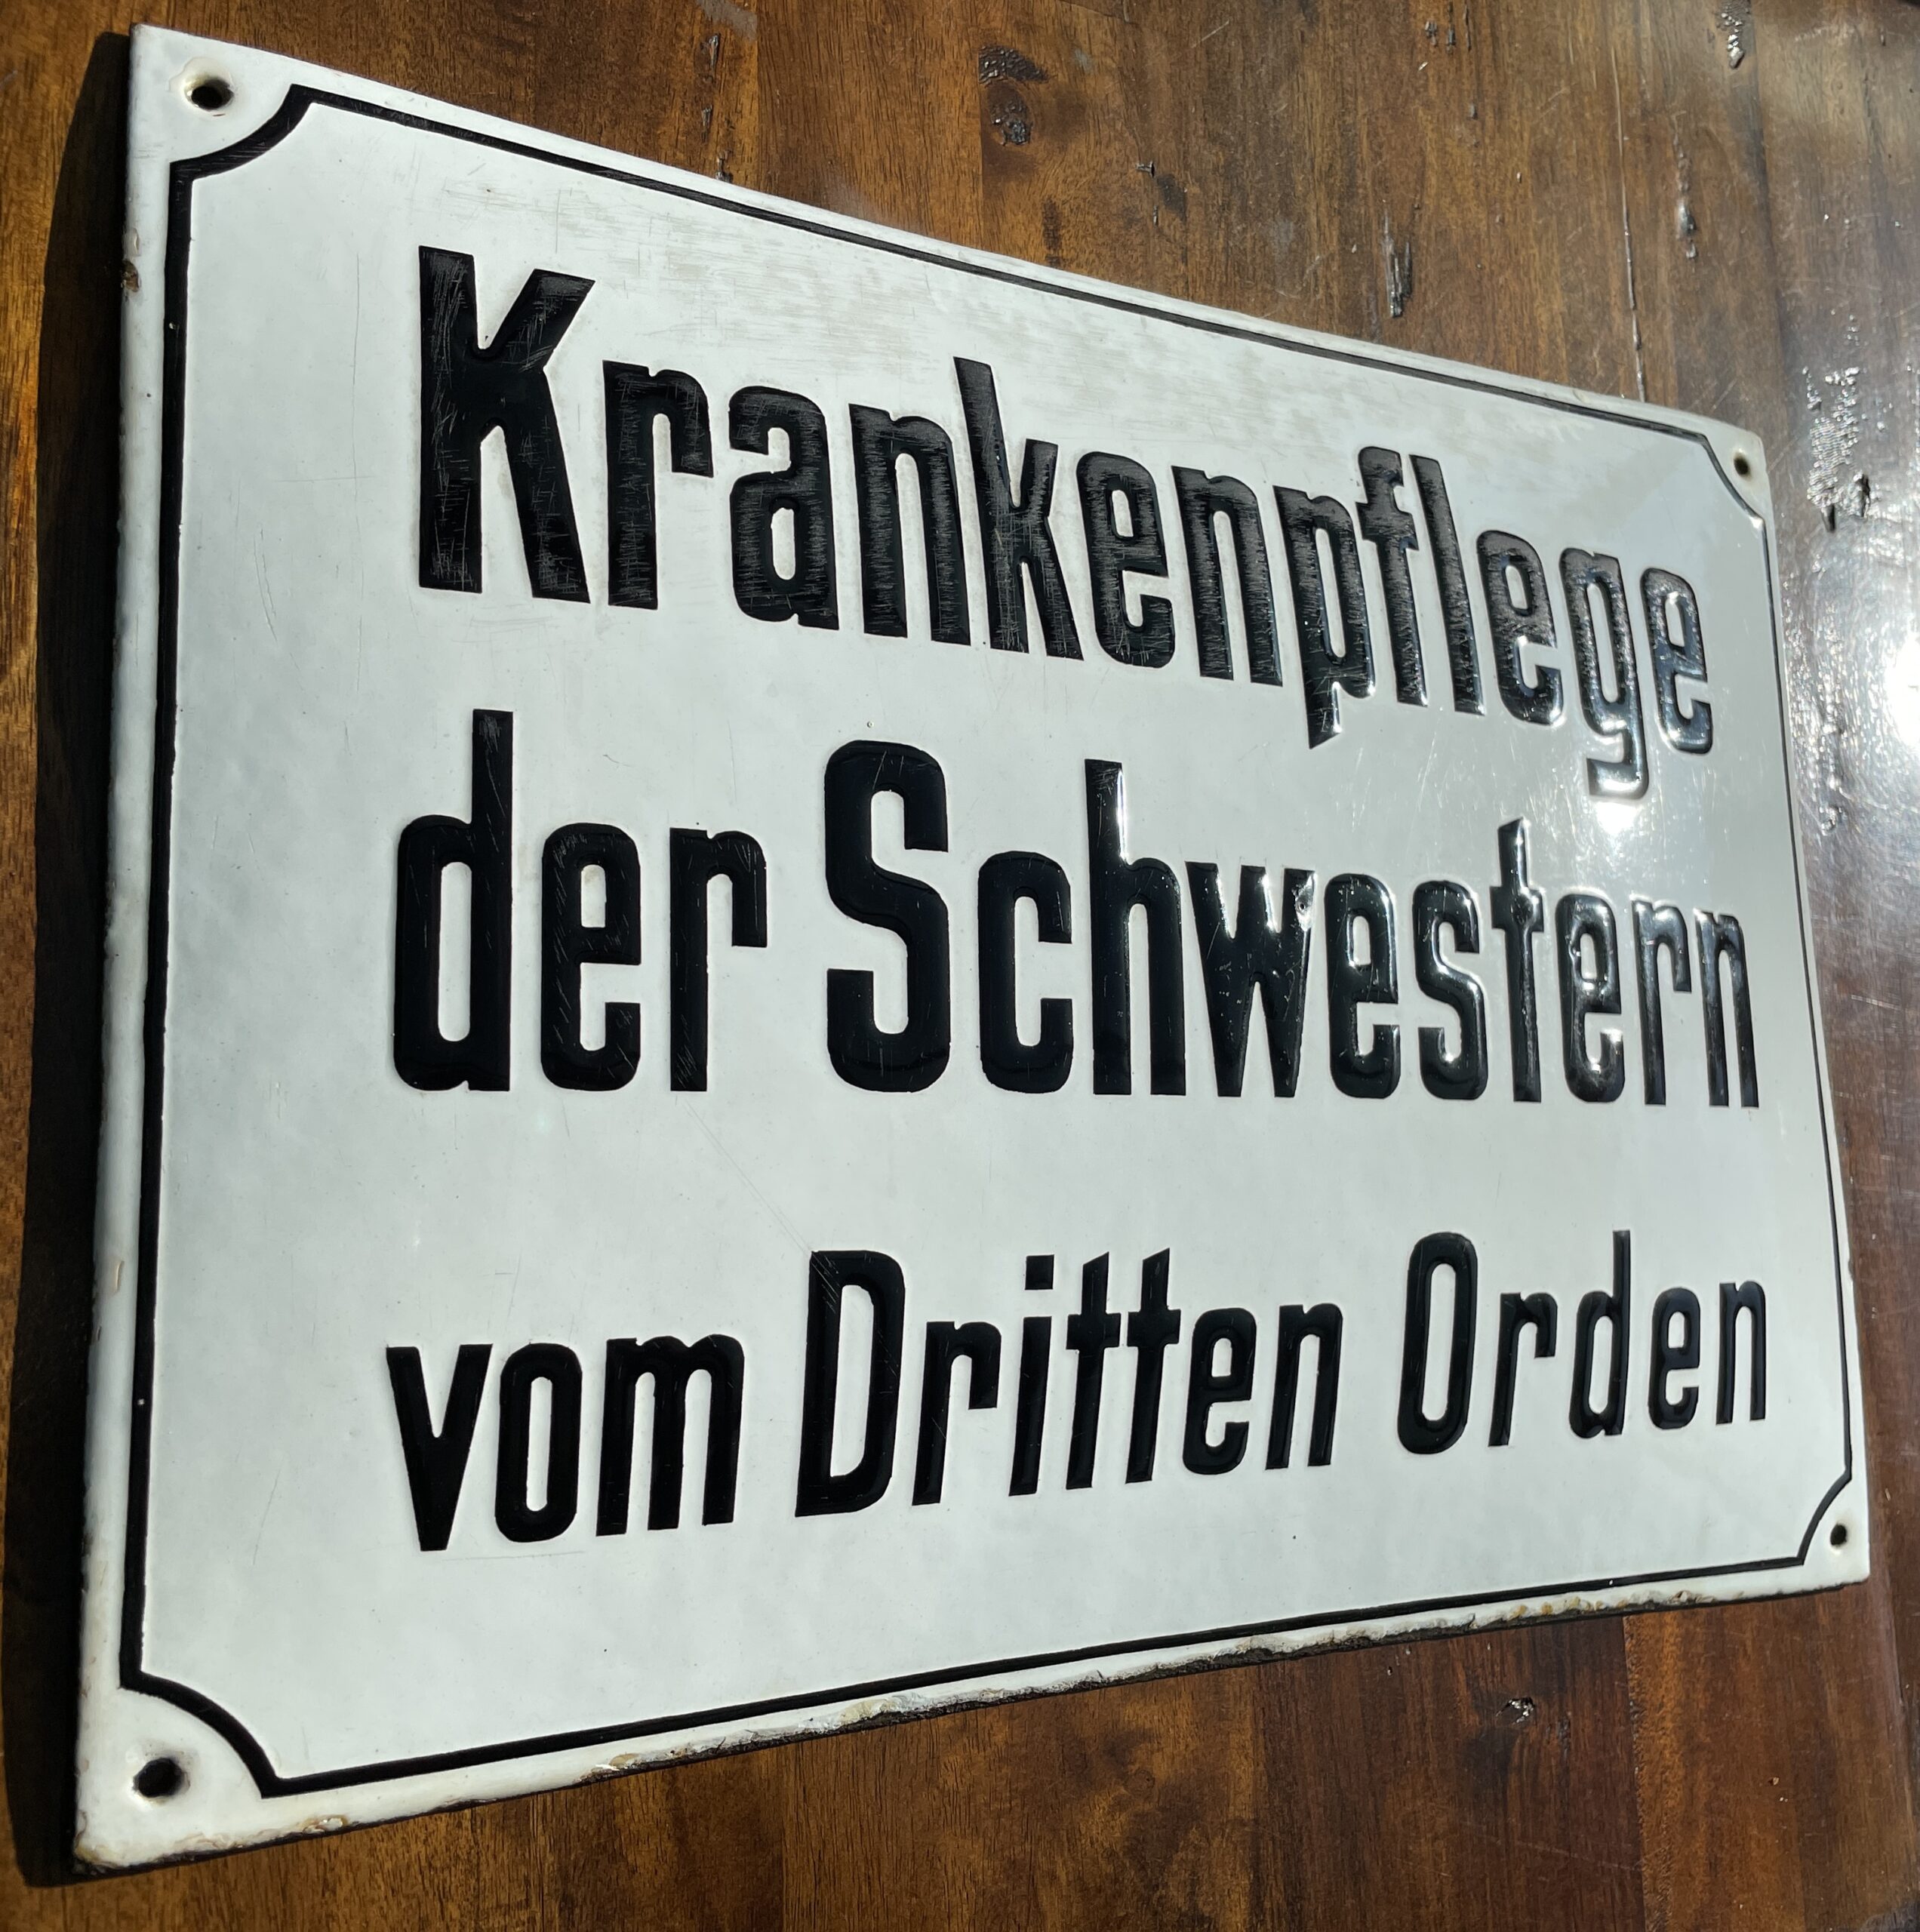 Krankenpflege
der Schwestern
vom Dritten Orden